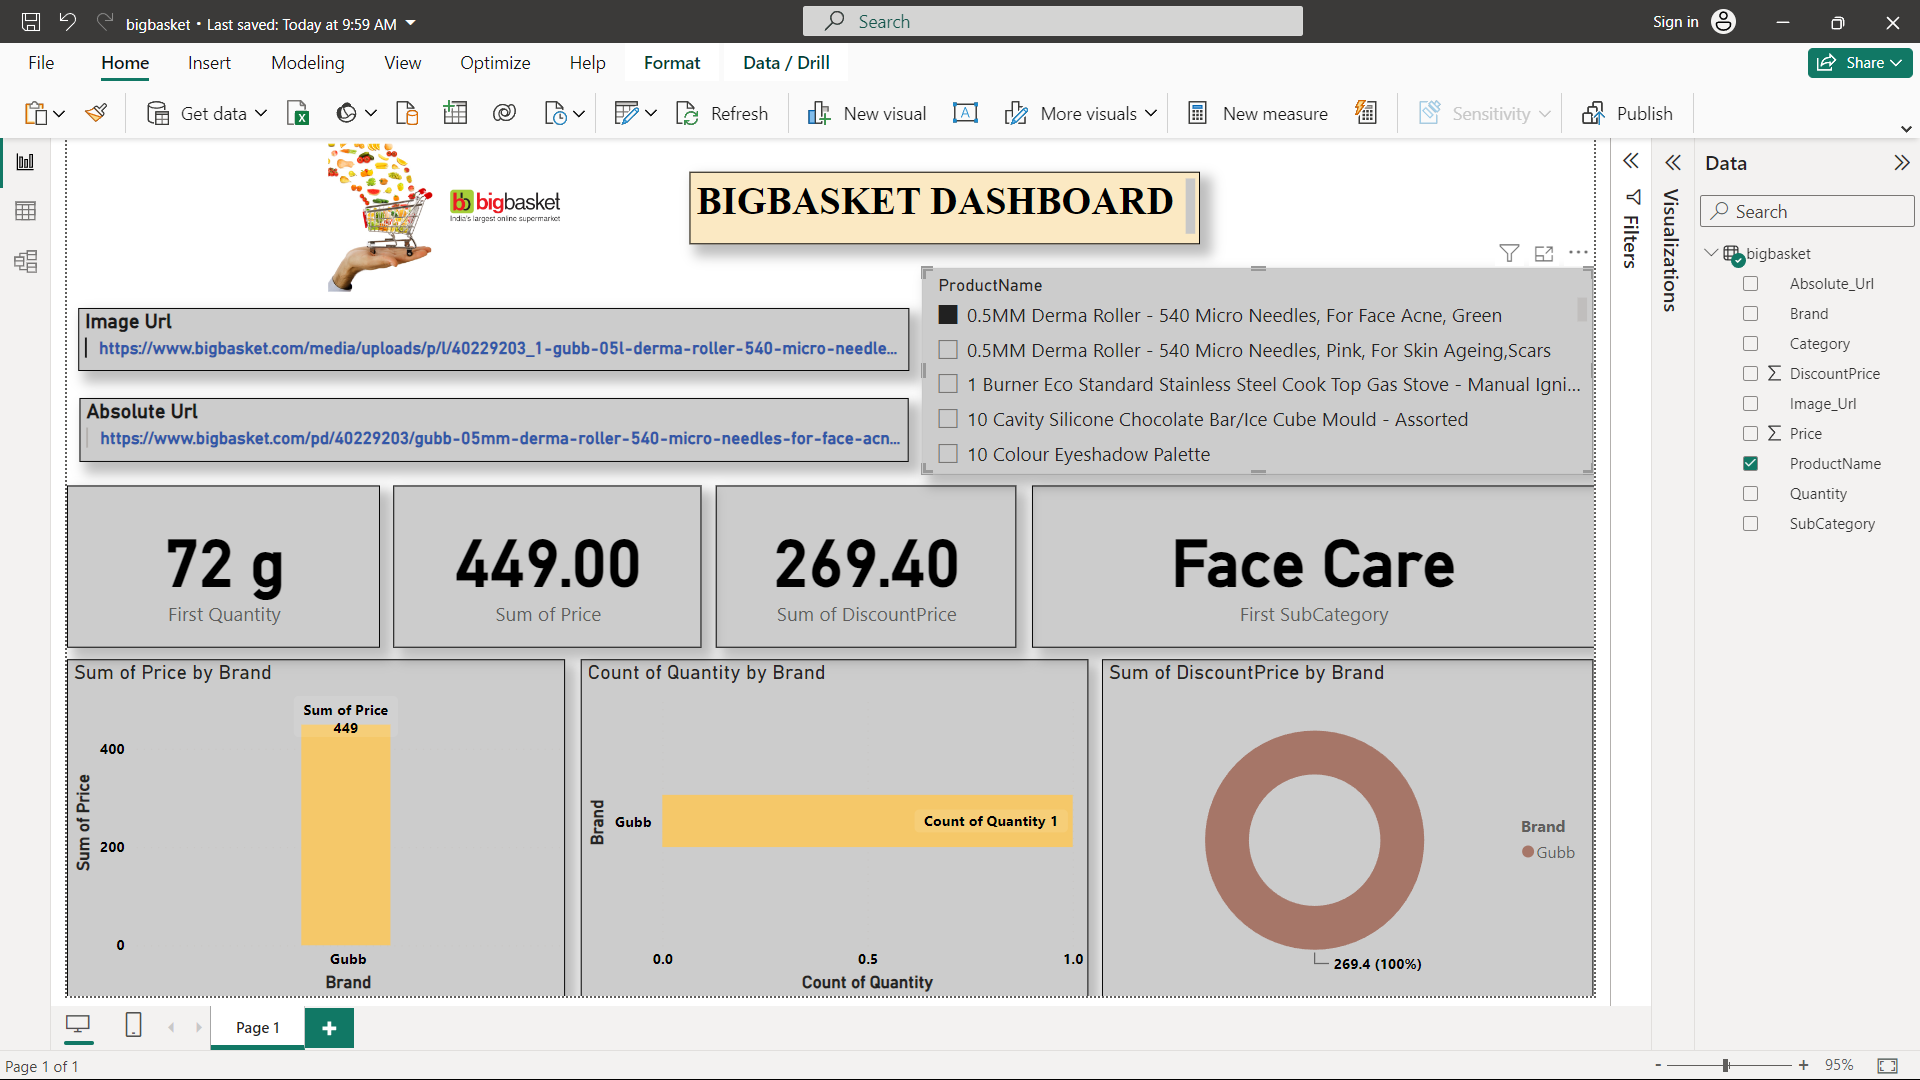 bigbasket • Last saved: Today at 9:59 AM
Search
Sign in
File
Home
Insert
Modeling
View
Optimize
Help
Format
Data / Drill
Share
Get data
Refresh
New visual
More visuals
New measure
Sensitivity
Publish
bb bigbasket
India's largest online supermarket
BIGBASKET DASHBOARD
Image Url
https://www.bigbasket.com/media/uploads/p/l/40229203_1-gubb-05l-derma-roller-540-micro-needle...
Absolute Url
https://www.bigbasket.com/pd/40229203/gubb-05mm-derma-roller-540-micro-needles-for-face-acn...
ProductName
0.5MM Derma Roller - 540 Micro Needles, For Face Acne, Green
0.5MM Derma Roller - 540 Micro Needles, Pink, For Skin Ageing,Scars
1 Burner Eco Standard Stainless Steel Cook Top Gas Stove - Manual Igni...
10 Cavity Silicone Chocolate Bar/Ice Cube Mould - Assorted
10 Colour Eyeshadow Palette
72 g
First Quantity
449.00
Sum of Price
269.40
Sum of DiscountPrice
Face Care
First SubCategory
Sum of Price by Brand
Sum of Price
449
400
200
0
Sum of Price
Gubb
Brand
Count of Quantity by Brand
Brand
Gubb
Count of Quantity 1
0.0
0.5
1.0
Count of Quantity
Sum of DiscountPrice by Brand
Brand
Gubb
269.4 (100%)
Filters
Visualizations
Data
Search
bigbasket
Absolute_Url
Brand
Category
∑ DiscountPrice
Image_Url
∑ Price
ProductName
Quantity
SubCategory
Page 1
Page 1 of 1
- + 95%